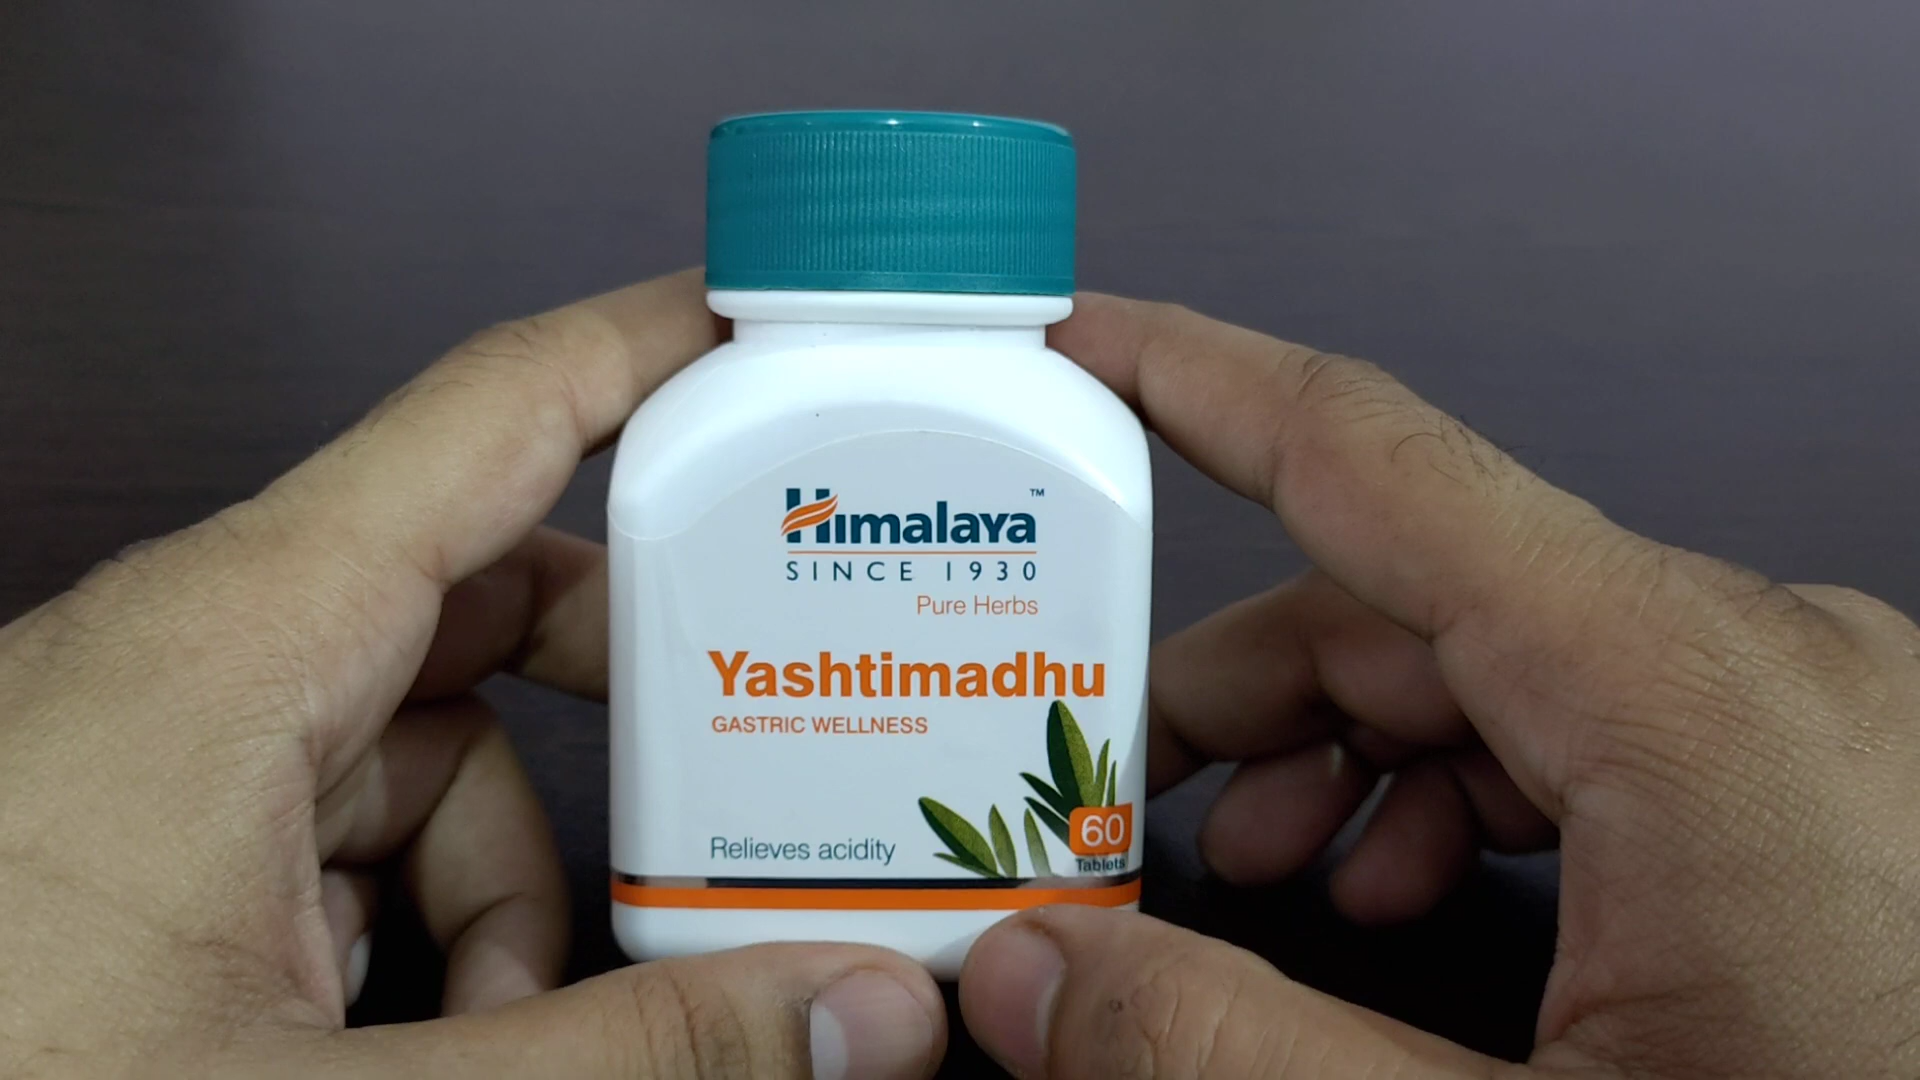 Himalaya™
SINCE 1930
Pure Herbs
Yashtimadhu
GASTRIC WELLNESS
Relieves acidity
60
Tablets